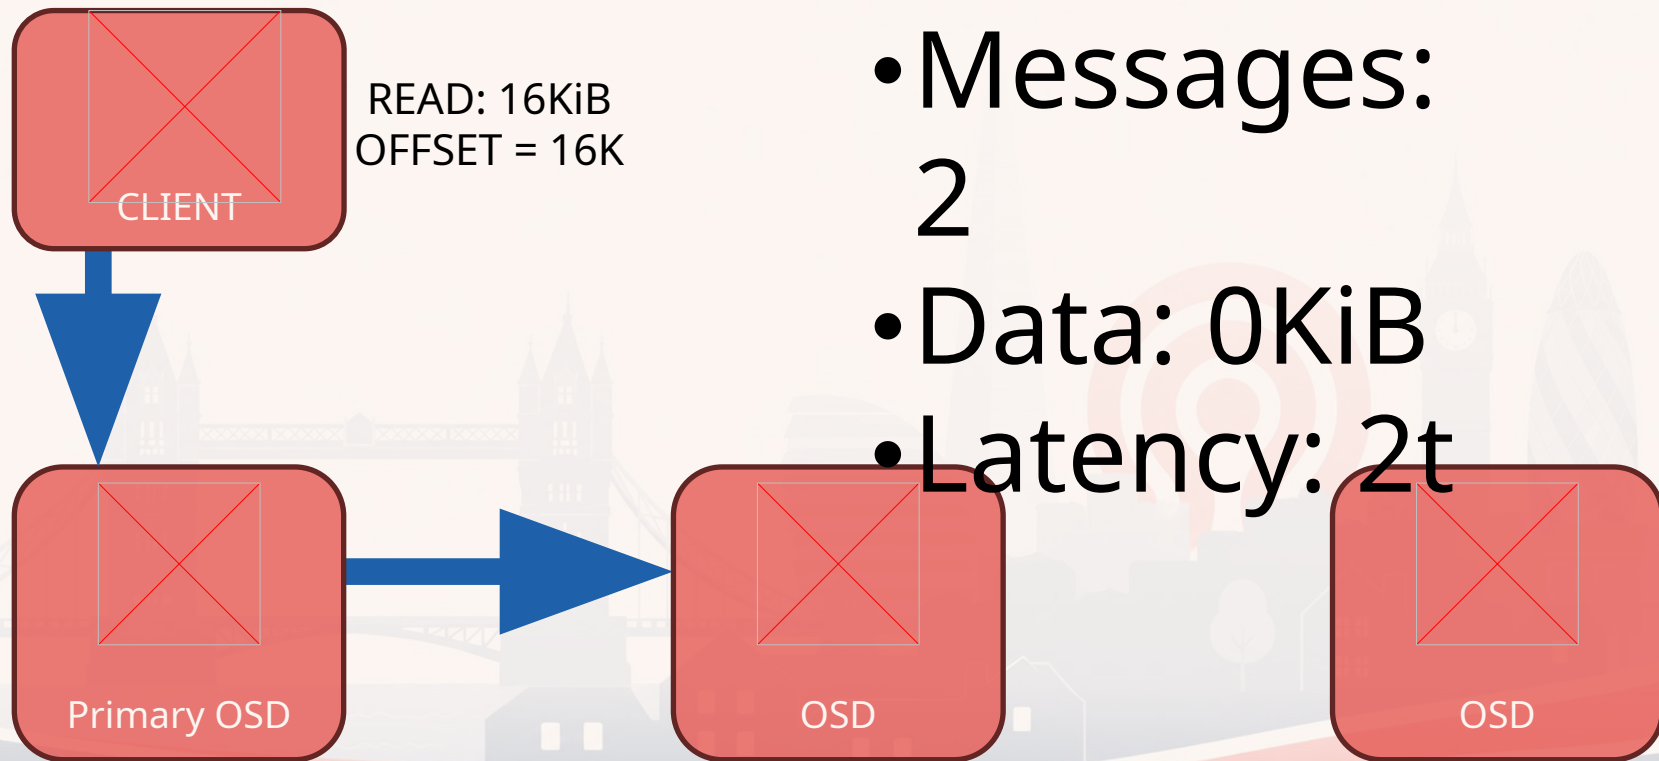 READ: 16KiB
OFFSET = 16K
CLIENT
•Messages:
2
•Data: 0KiB
•Latency: 2t
Primary OSD
OSD
OSD